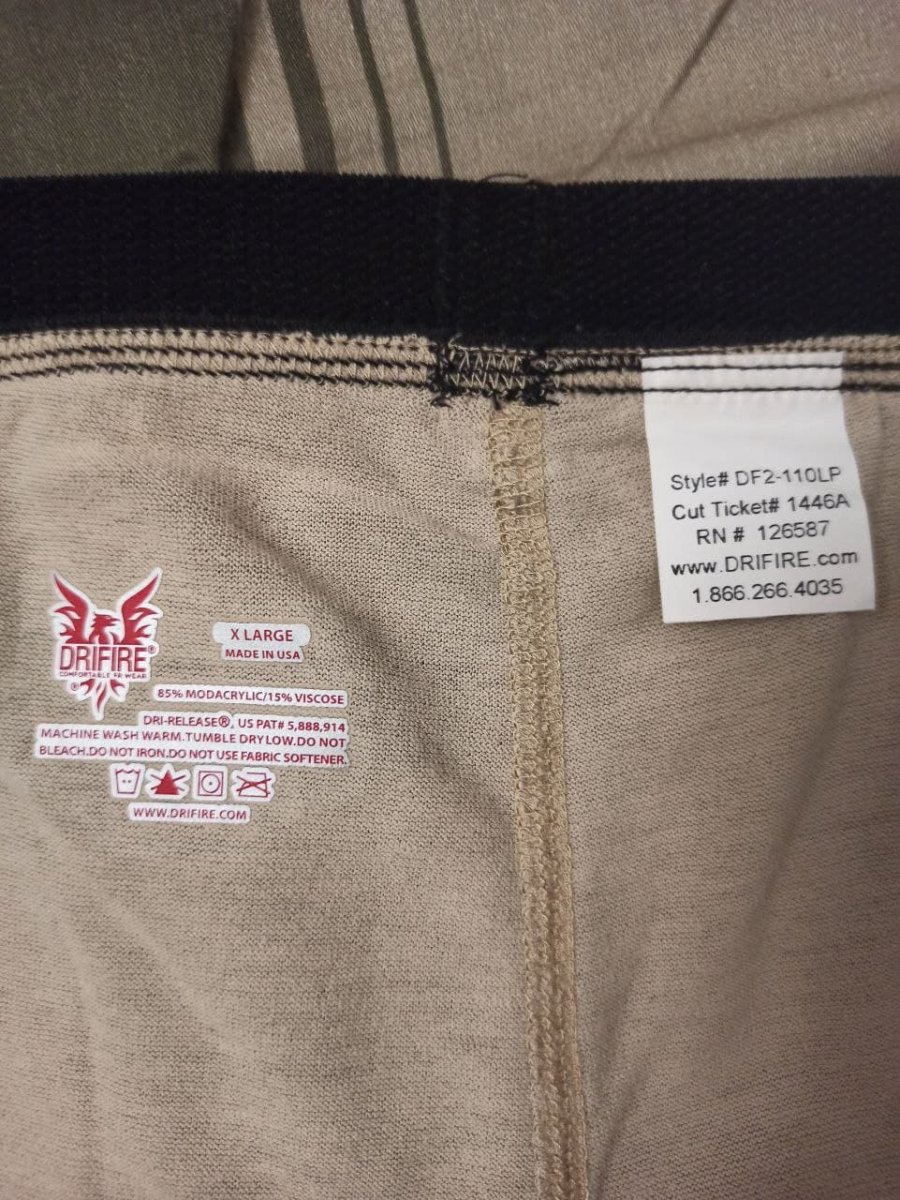 Style# DF2-110LP
Cut Ticket# 1446A
RN # 126587
www.DRIFIRE.com
1.866.266.4035
DRIFIRE®
COMFORTABLE FR WEAR
®
X LARGE
MADE IN USA
85% MODACRYLIC/15% VISCOSE
DRI-RELEASE®, US PAT# 5,888,914
MACHINE WASH WARM.TUMBLE DRY LOW.DO NOT
BLEACH.DO NOT IRON.DO NOT USE FABRIC SOFTENER.
WWW.DRIFIRE.COM